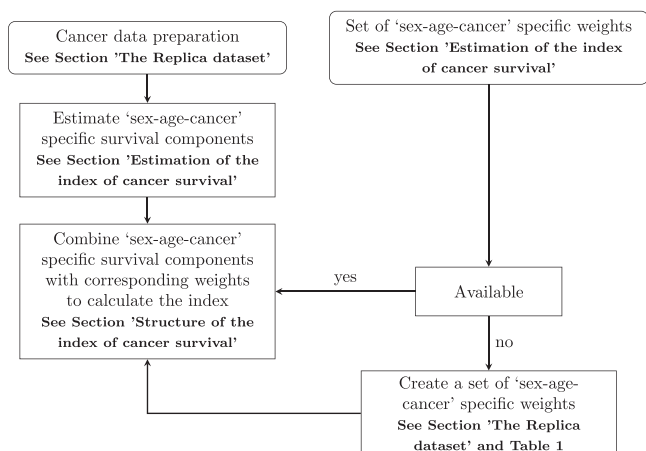 Cancer data preparation
See Section 'The Replica dataset'
Set of ‘sex-age-cancer’ specific weights
See Section 'Estimation of the index
of cancer survival'
Estimate ‘sex-age-cancer’
specific survival components
See Section 'Estimation of the
index of cancer survival'
Combine ‘sex-age-cancer’
specific survival components
with corresponding weights
to calculate the index
See Section 'Structure of the
index of cancer survival'
yes
Available
no
Create a set of ‘sex-age-
cancer’ specific weights
See Section 'The Replica
dataset' and Table 1